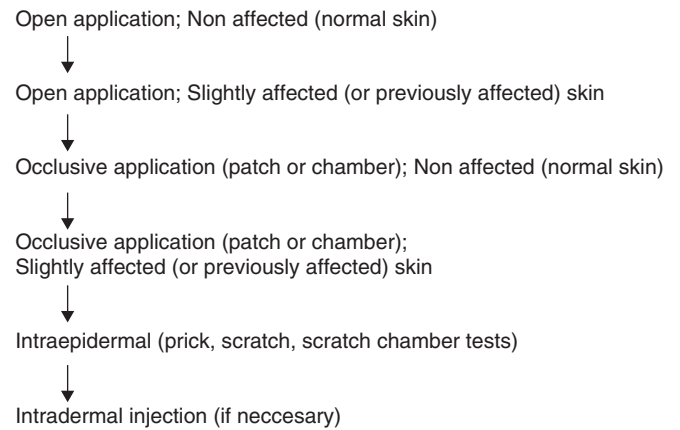 Open application; Non affected (normal skin)
Open application; Slightly affected (or previously affected) skin
Occlusive application (patch or chamber); Non affected (normal skin)
Occlusive application (patch or chamber);
Slightly affected (or previously affected) skin
Intraepidermal (prick, scratch, scratch chamber tests)
Intradermal injection (if neccesary)